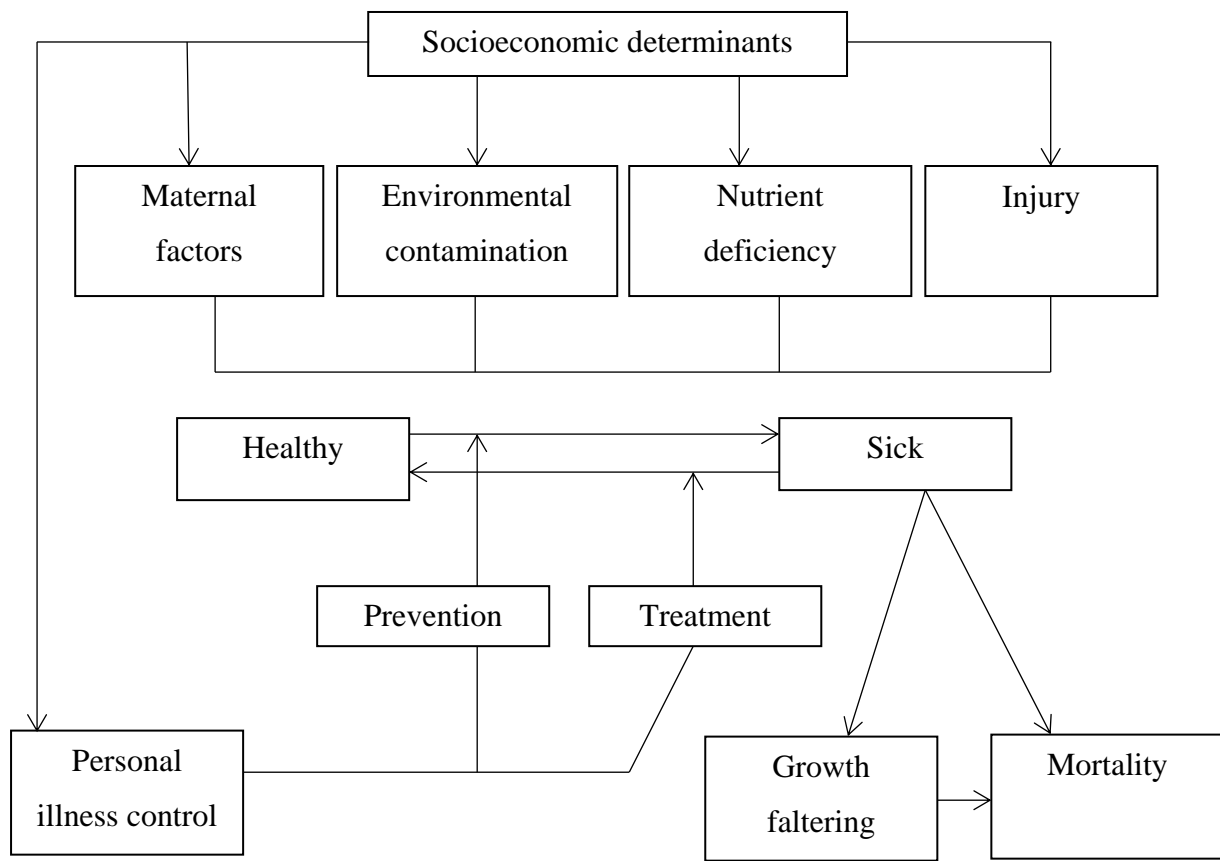 Socioeconomic determinants
Maternal
factors
Environmental
contamination
Nutrient
deficiency
Injury
Healthy
Sick
Prevention
Treatment
Personal
illness control
Growth
faltering
Mortality